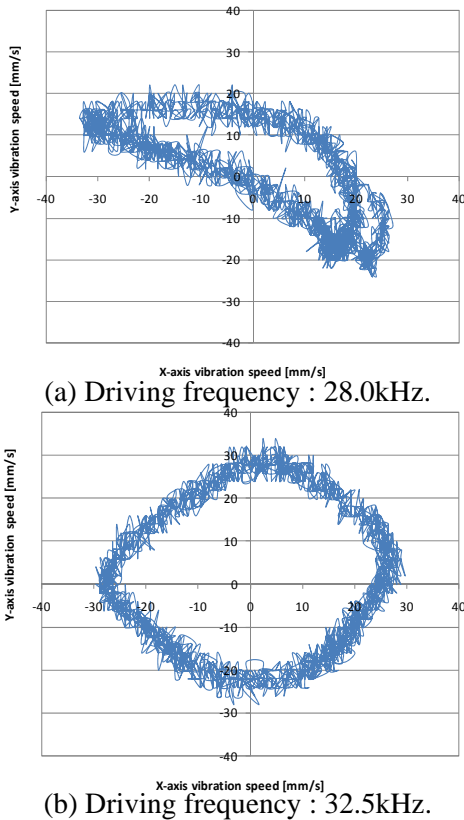 40
30
20
10
0
-40 -30 -20 -10 0 10 20 30 40
-10
-20
-30
-40
Y-axis vibration speed [mm/s]
X-axis vibration speed [mm/s]
(a) Driving frequency : 28.0kHz.
40
30
20
10
0
-40 -30 -20 -10 0 10 20 30 40
-10
-20
-30
-40
Y-axis vibration speed [mm/s]
X-axis vibration speed [mm/s]
(b) Driving frequency : 32.5kHz.